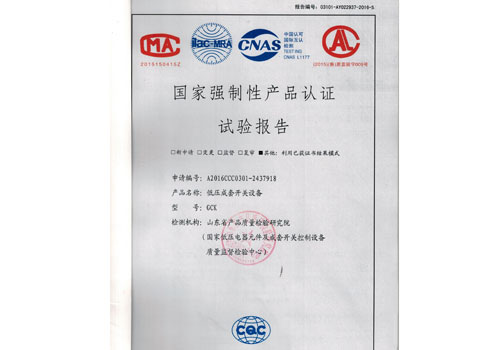 报告编号: 03101-AY022937-2016-S
MA
ilac-MRA
CNAS
中国认可
国际互认
检测
TESTING
CNAS L1177
AL
2015150415Z
国家强制性产品认证
试验报告
□新申请 □变更 □监督 □复审 ■其他: 利用已获证书结果模式
申请编号: A2016CCC0301-2437918
产品名称: 低压成套开关设备
型 号: GCK
检测机构: 山东省产品质量检验研究院
(国家低压电器元件及成套开关控制设备
质量监督检验中心)
CQC